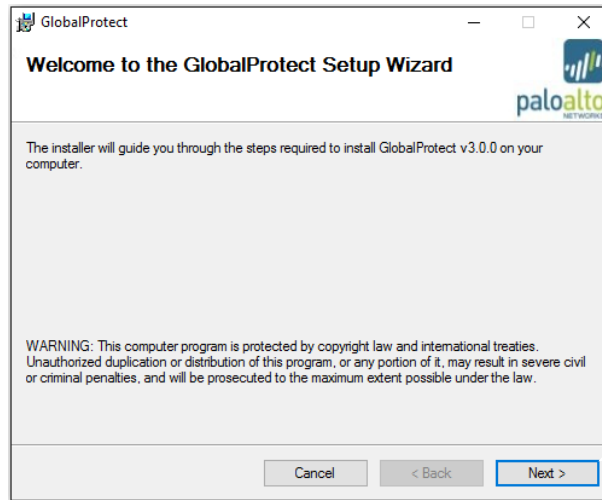 GlobalProtect
Welcome to the GlobalProtect Setup Wizard
paloalto
NETWORKS
The installer will guide you through the steps required to install GlobalProtect v3.0.0 on your
computer.
WARNING: This computer program is protected by copyright law and international treaties.
Unauthorized duplication or distribution of this program, or any portion of it, may result in severe civil
or criminal penalties, and will be prosecuted to the maximum extent possible under the law.
Cancel
< Back
Next >